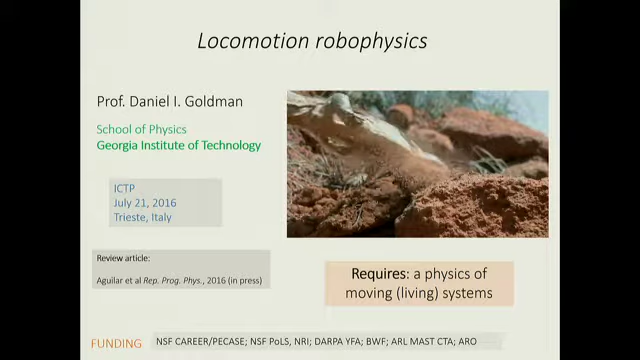 Locomotion robophysics
Prof. Daniel I. Goldman
School of Physics
Georgia Institute of Technology
ICTP
July 21, 2016
Trieste, Italy
Review article:
Aguilar et al Rep. Prog. Phys., 2016 (in press)
Requires: a physics of
moving (living) systems
FUNDING
NSF CAREER/PECASE; NSF PoLS, NRI; DARPA YFA; BWF; ARL MAST CTA; ARO